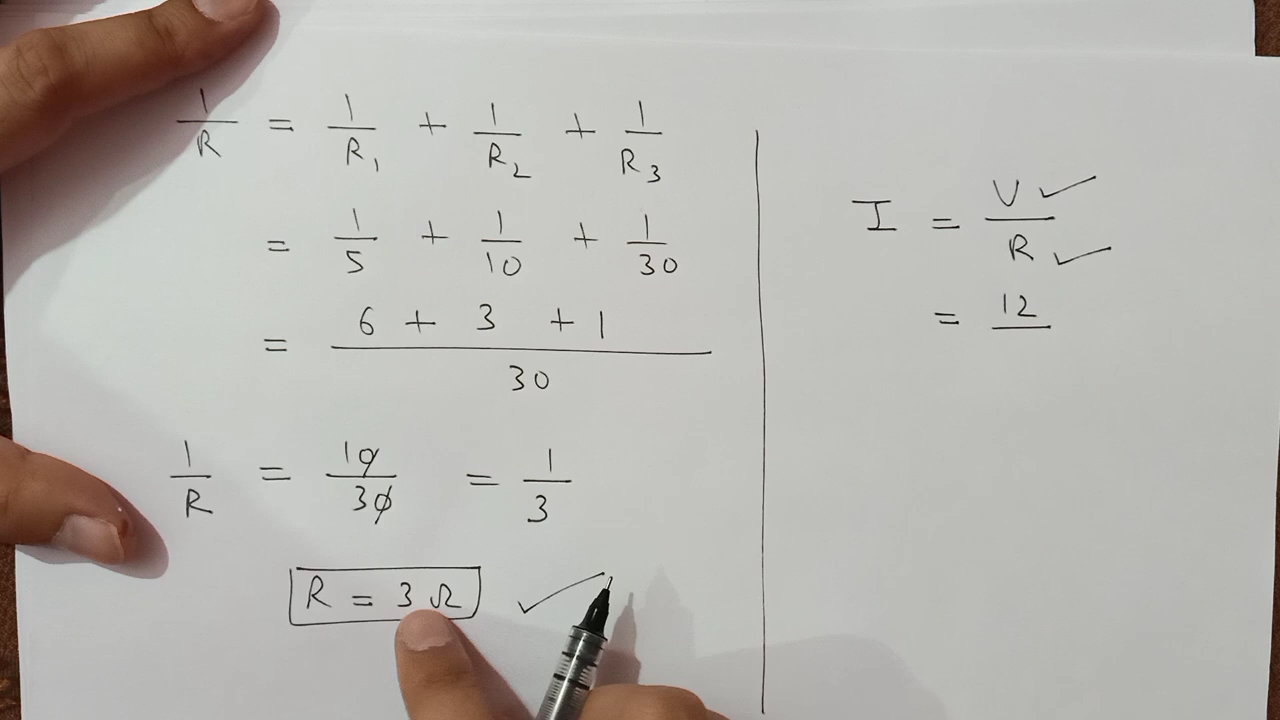 1/R = 1/R₁ + 1/R₂ + 1/R₃
= 1/5 + 1/10 + 1/30
= 6 + 3 + 1 / 30
1/R = 10/30 = 1/3
R = 3 Ω ✓
I = V ✓ / R ✓
= 12